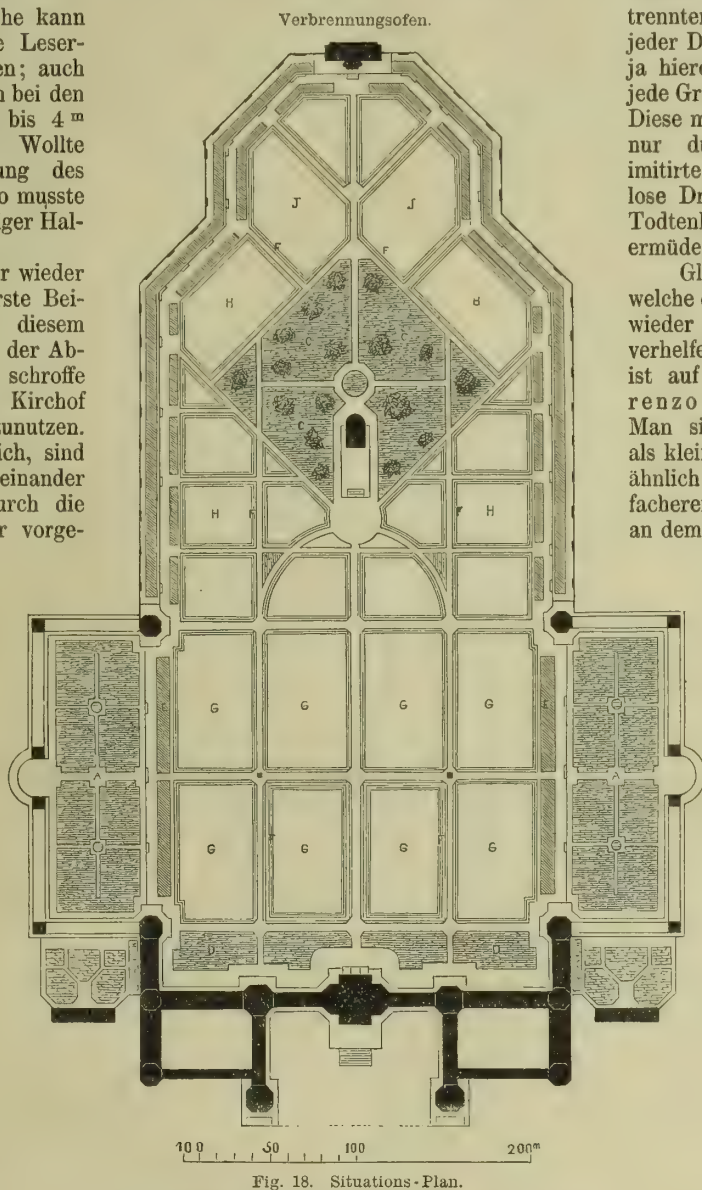 he kann
e Leser-
en; auch
n bei den
bis 4 m
Wollte
ung des
o musste
ger Hal-
r wieder
rste Bei-
diesem
der Ab-
schroffe
Kirchof
zunutzen.
ich, sind
einander
urch die
r vorge-
Verbrennungsofen.
J J
F F
H B
C C
C
H F F H
G G G G
E E
A A
F F
G G G G
D D
100 50 100 200m
Fig. 18. Situations-Plan.
trennten
jeder D
ja hiere
jede Gr
Diese m
nur du
imitirte
lose Dr
Todtenh
ermüde
Gl
welche
wieder
verhelfe
ist auf
renzo
Man si
als klein
ähnlich
facheren
an dem